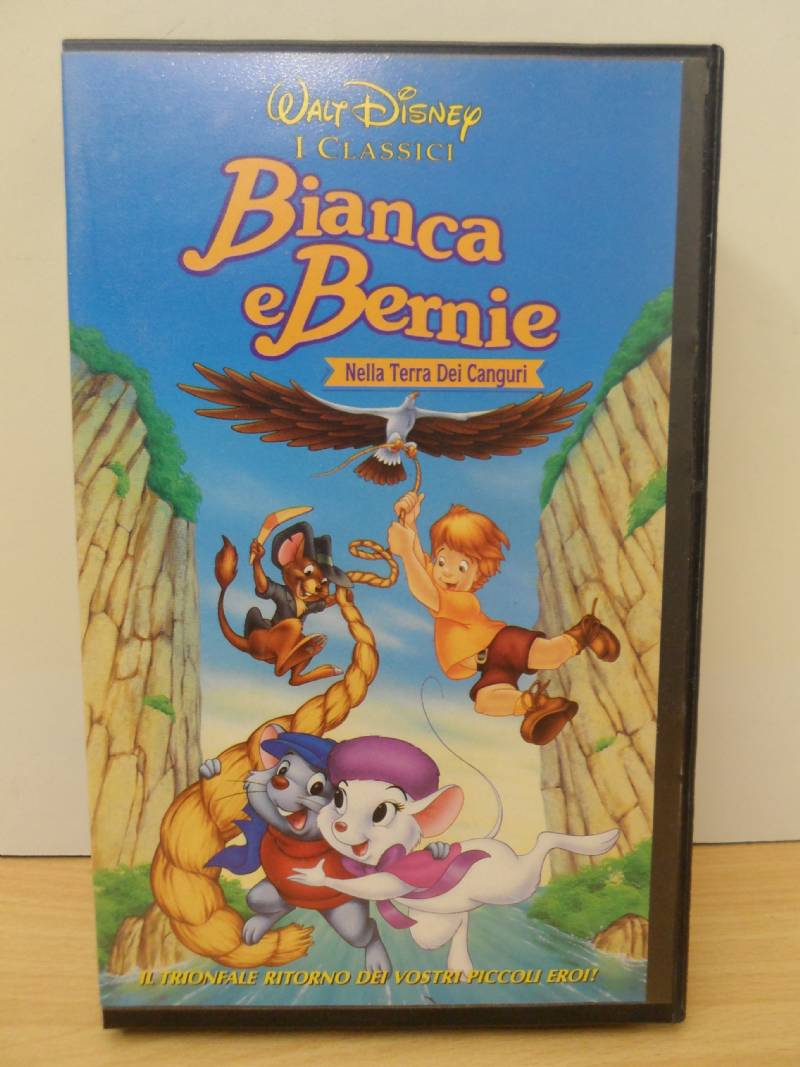 Walt Disney
I Classici
Bianca
e Bernie
Nella Terra Dei Canguri
IL TRIONFALE RITORNO DEI VOSTRI PICCOLI EROI!